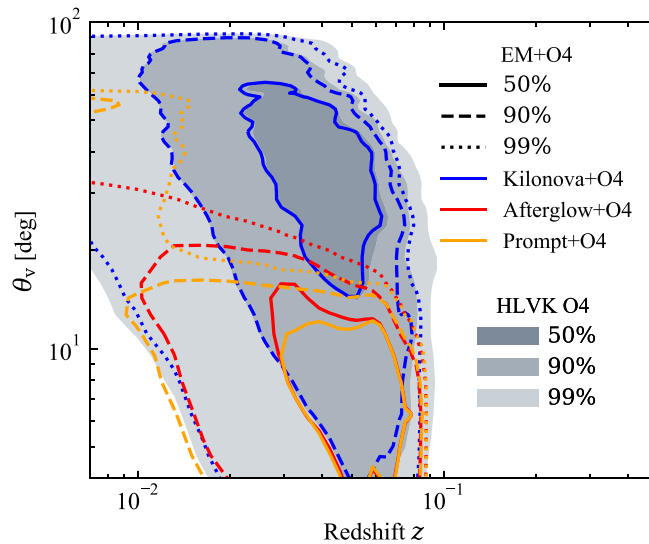 10²
EM+O4
50%
90%
99%
Kilonova+O4
Afterglow+O4
Prompt+O4
θᵥ [deg]
HLVK O4
50%
10¹
90%
99%
10⁻²
10⁻¹
Redshift z